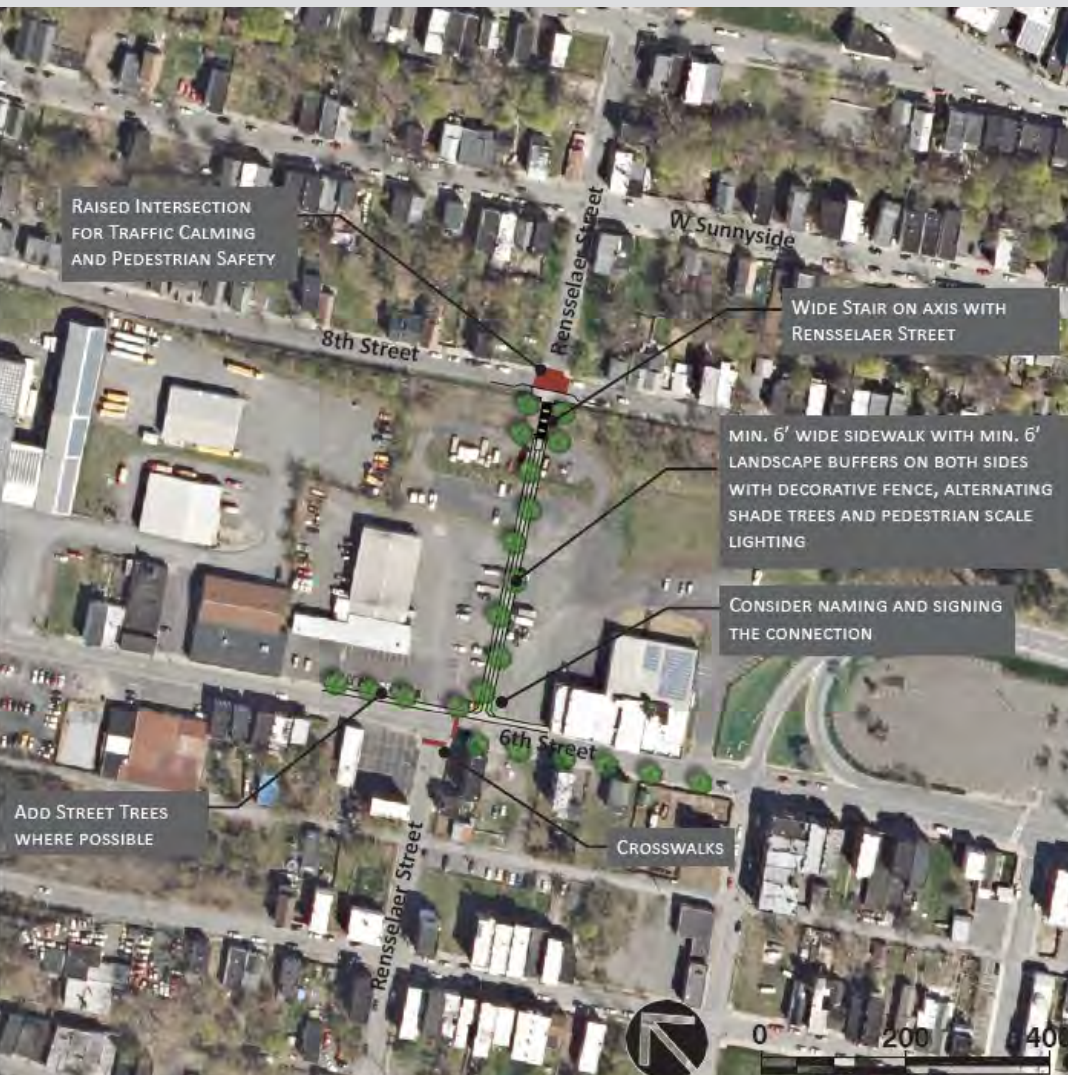 RAISED INTERSECTION
FOR TRAFFIC CALMING
AND PEDESTRIAN SAFETY
Rensselaer Street
W Sunnyside
WIDE STAIR ON AXIS WITH
RENSSELAER STREET
8th Street
MIN. 6' WIDE SIDEWALK WITH MIN. 6'
LANDSCAPE BUFFERS ON BOTH SIDES
WITH DECORATIVE FENCE, ALTERNATING
SHADE TREES AND PEDESTRIAN SCALE
LIGHTING
CONSIDER NAMING AND SIGNING
THE CONNECTION
6th Street
ADD STREET TREES
WHERE POSSIBLE
CROSSWALKS
Rensselaer Street
0 200 400